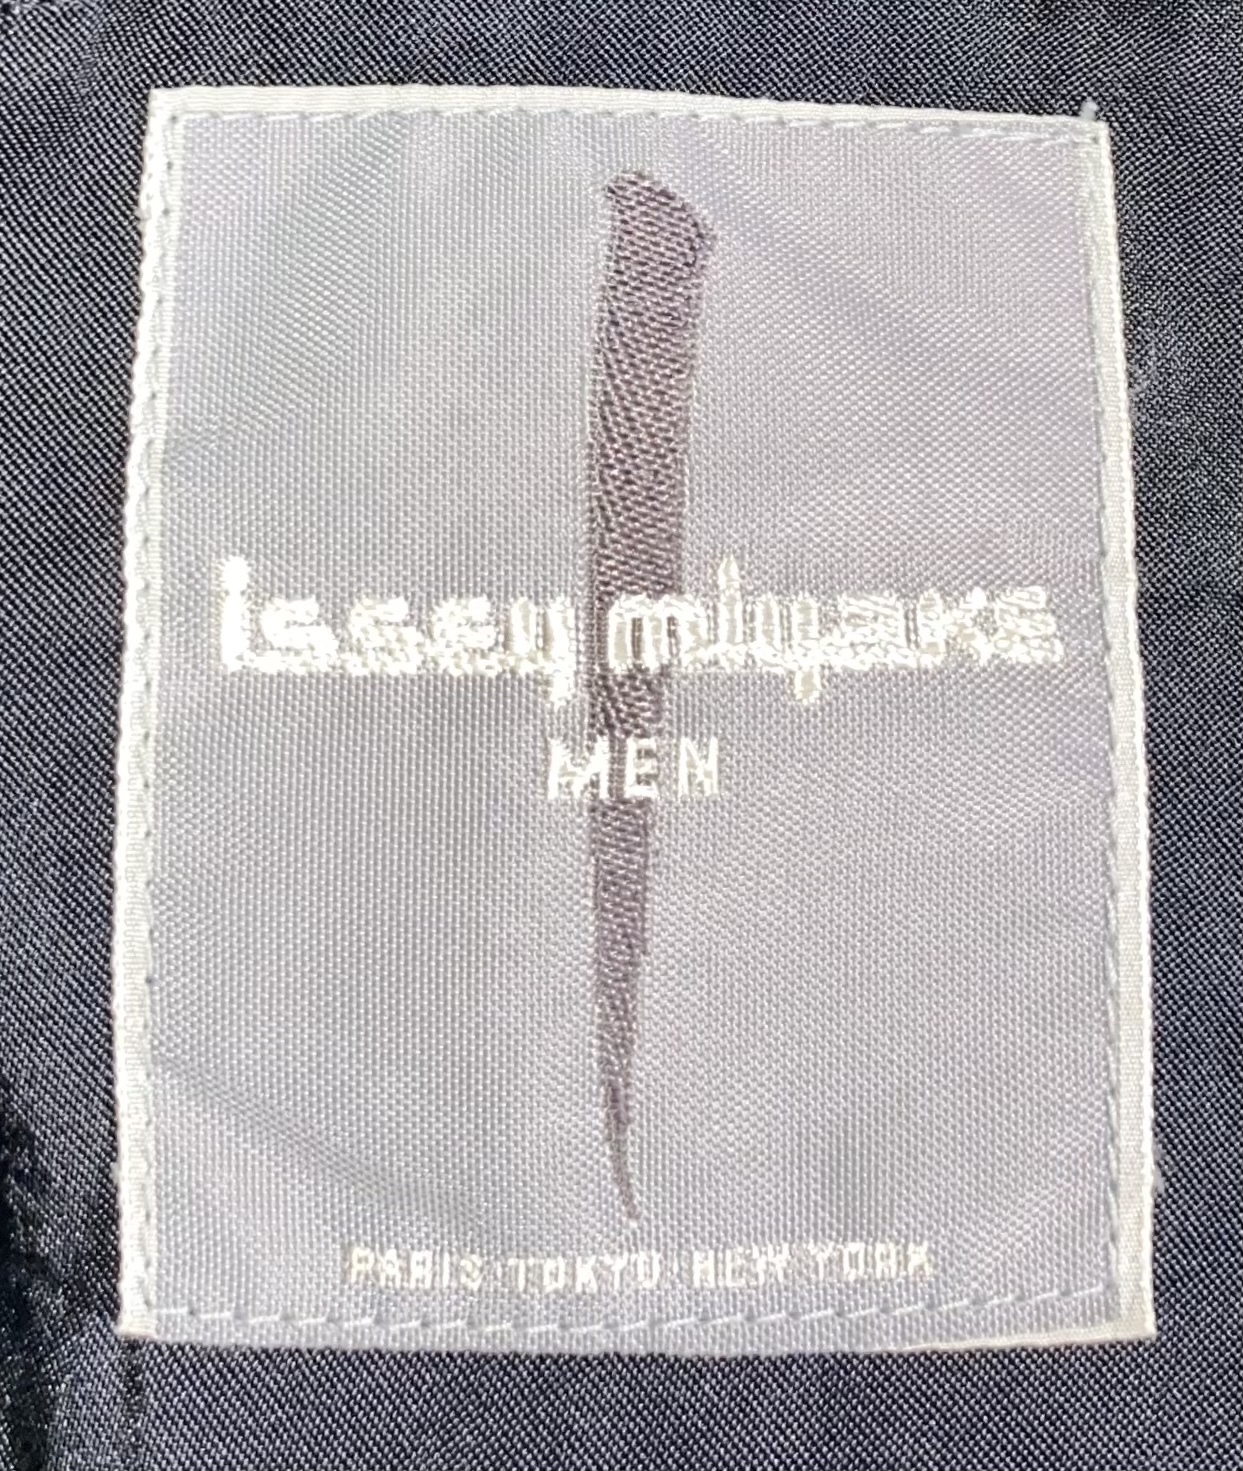 issey miyake
MEN
PARIS · TOKYO · NEW YORK